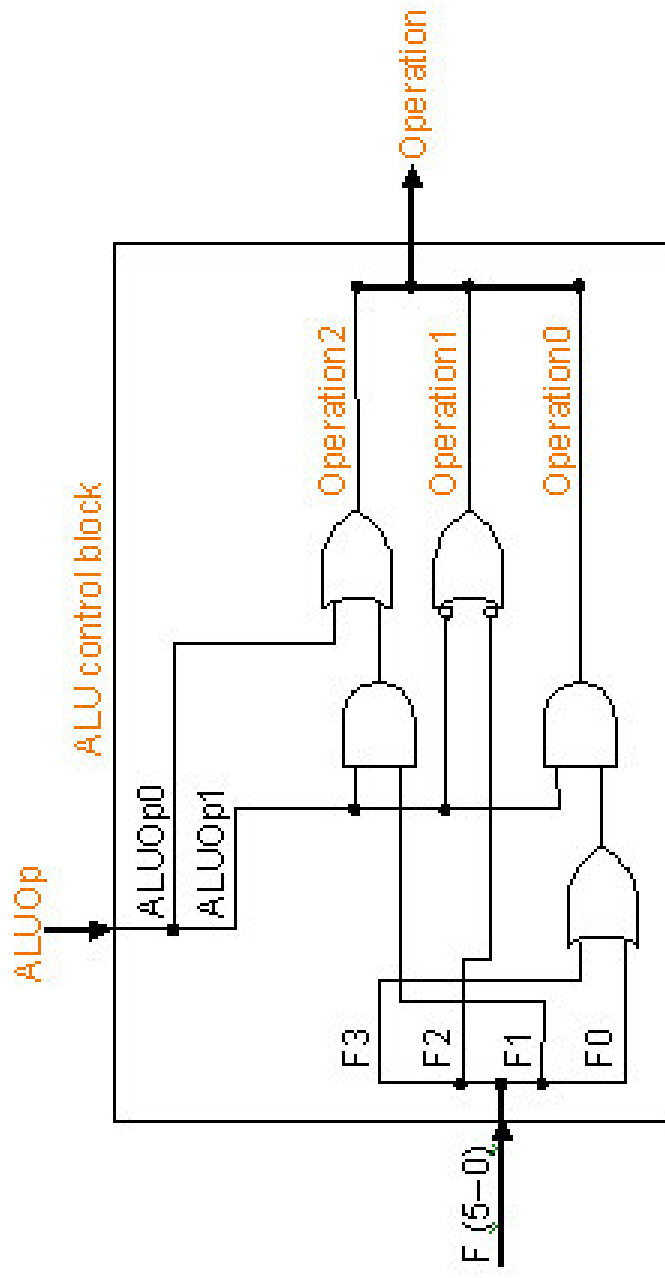 ALUOp
ALU control block
ALUOp0
ALUOp1
F3
F2
F (5–0)
F1
F0
Operation2
Operation
Operation1
Operation0